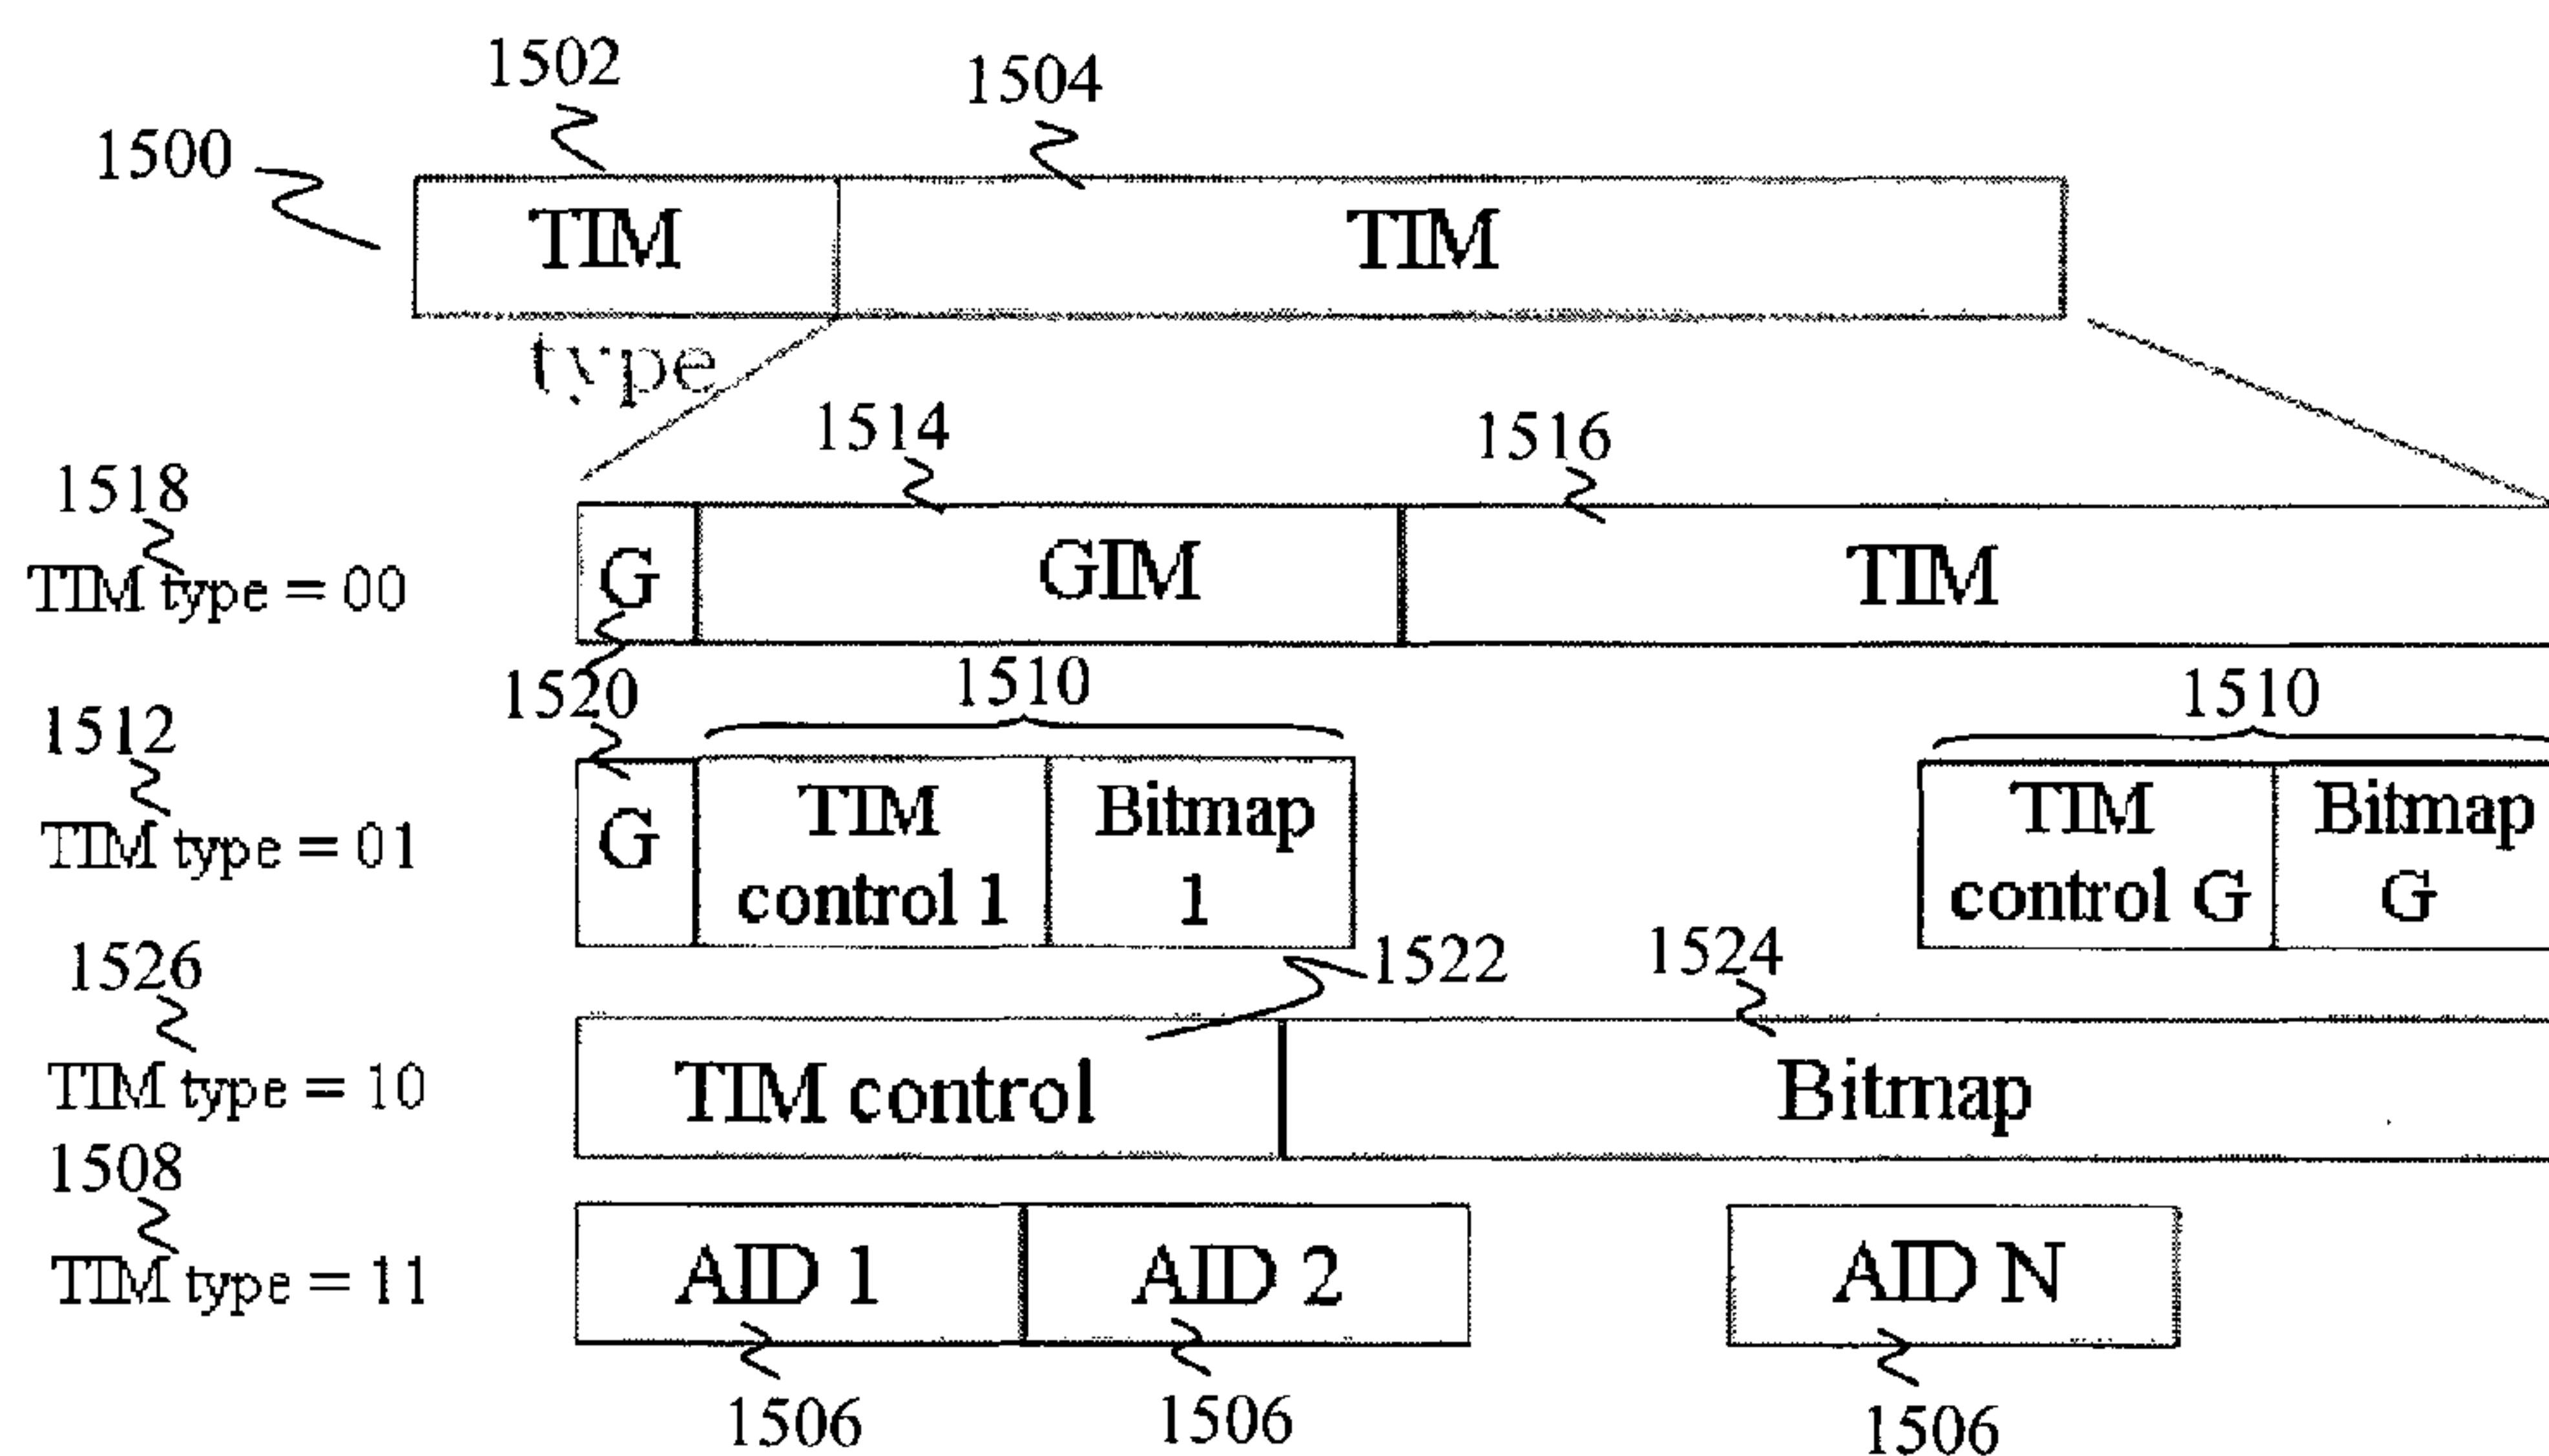 1502
1504
1500
TIM
TIM
type
1514
1516
1518
TIM type = 00
G
GIM
TIM
1520
1510
1510
1512
TIM type = 01
G
TIM control 1
Bitmap 1
TIM control G
Bitmap G
1526
1522
1524
TIM type = 10
TIM control
Bitmap
1508
TIM type = 11
AID 1
AID 2
AID N
1506
1506
1506